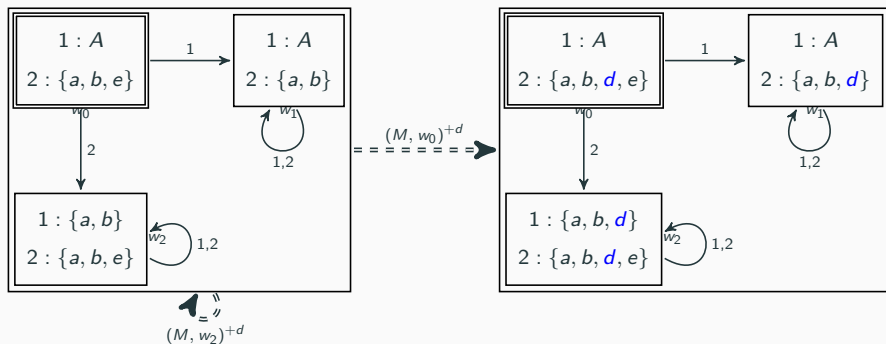 1 : A
2 : {a, b, e}
w0
1
1 : A
2 : {a, b}
w1
1,2
2
1 : {a, b}
2 : {a, b, e}
w2
1,2
(M, w2)+d
(M, w0)+d
1 : A
2 : {a, b, d, e}
w0
1
1 : A
2 : {a, b, d}
w1
1,2
2
1 : {a, b, d}
2 : {a, b, d, e}
w2
1,2